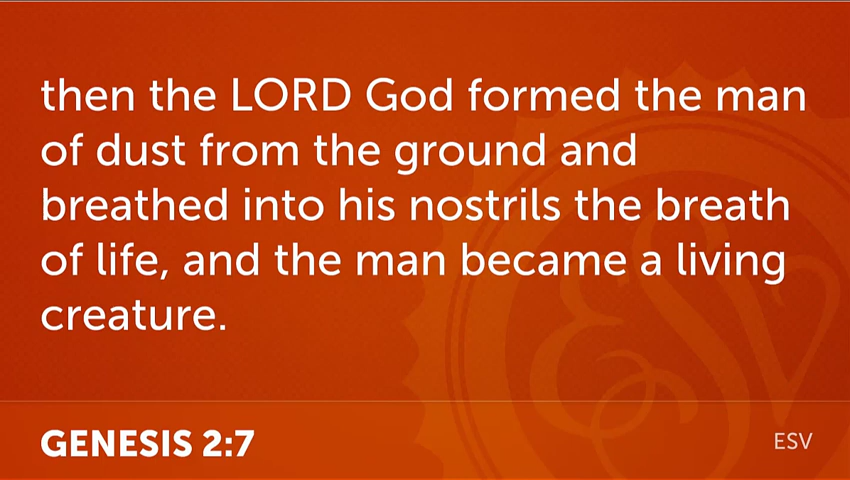 then the LORD God formed the man
of dust from the ground and
breathed into his nostrils the breath
of life, and the man became a living
creature.
GENESIS 2:7
ESV
ESV